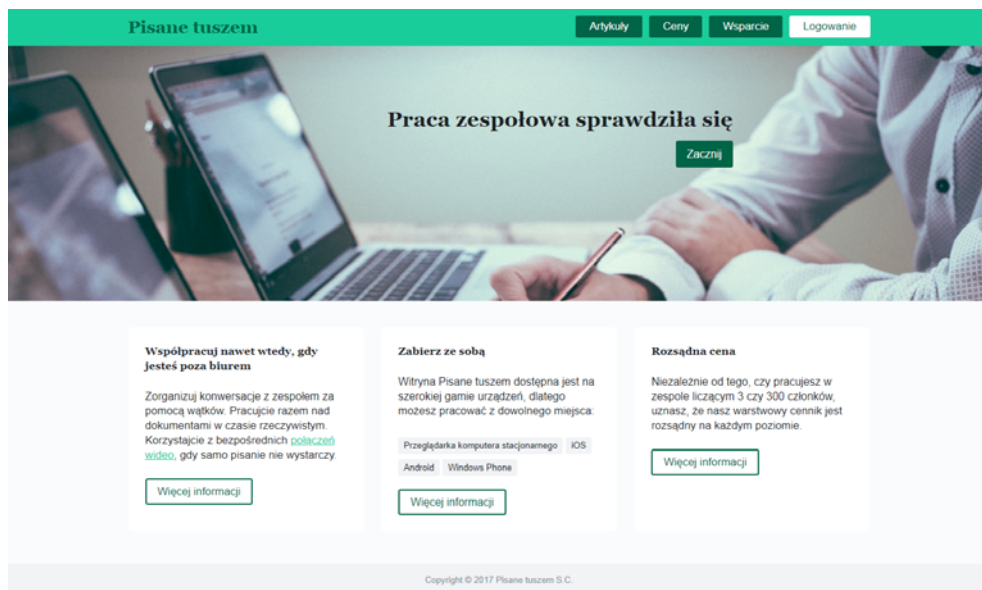 Pisane tuszem
Artykuły Ceny Wsparcie Logowanie
Praca zespołowa sprawdziła się
Zacznij
Współpracuj nawet wtedy, gdy
jesteś poza biurem
Zorganizuj konwersacje z zespołem za
pomocą wątków. Pracujcie razem nad
dokumentami w czasie rzeczywistym.
Korzystajcie z bezpośrednich połączeń
wideo, gdy samo pisanie nie wystarczy.
Więcej informacji
Zabierz ze sobą
Witryna Pisane tuszem dostępna jest na
szerokiej gamie urządzeń, dlatego
możesz pracować z dowolnego miejsca:
Przeglądarka komputera stacjonarnego iOS
Android Windows Phone
Więcej informacji
Rozsądna cena
Niezależnie od tego, czy pracujesz w
zespole liczącym 3 czy 300 członków,
uznasz, że nasz warstwowy cennik jest
rozsądny na każdym poziomie.
Więcej informacji
Copyright © 2017 Pisane tuszem S.C.